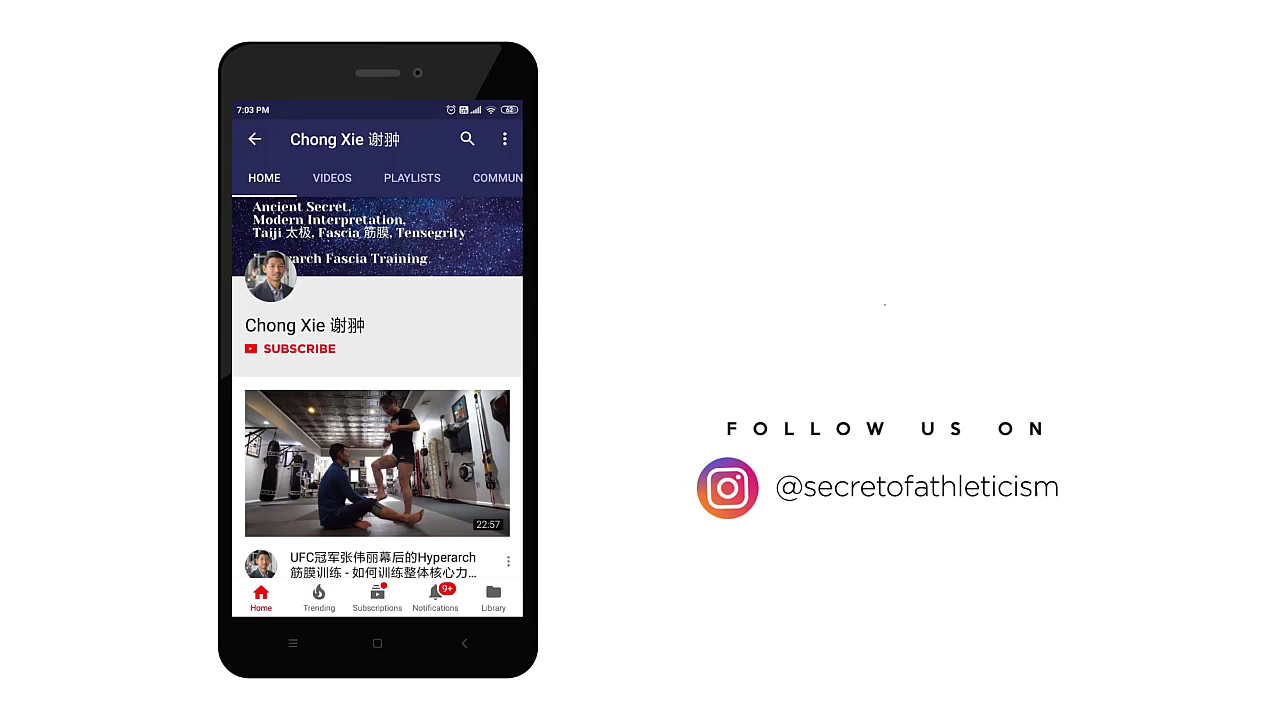 7:03 PM
62
Chong Xie 谢翀
HOME VIDEOS PLAYLISTS COMMUN
Ancient Secret,
Modern Interpretation,
Taiji 太极, Fascia 筋膜, Tensegrity
arch Fascia Training
Chong Xie 谢翀
SUBSCRIBE
22:57
UFC冠军张伟丽幕后的Hyperarch
筋膜训练 - 如何训练整体核心力...
9+
Home Trending Subscriptions Notifications Library
FOLLOW US ON
@secretofathleticism